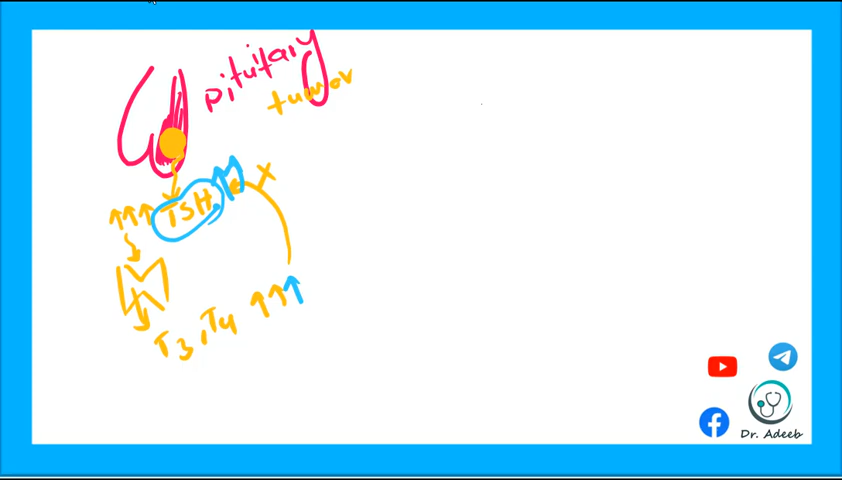 pituitary
tumor
↑↑↑ TSH ↑↑ X
T3, T4 ↑↑↑
Dr. Adeeb